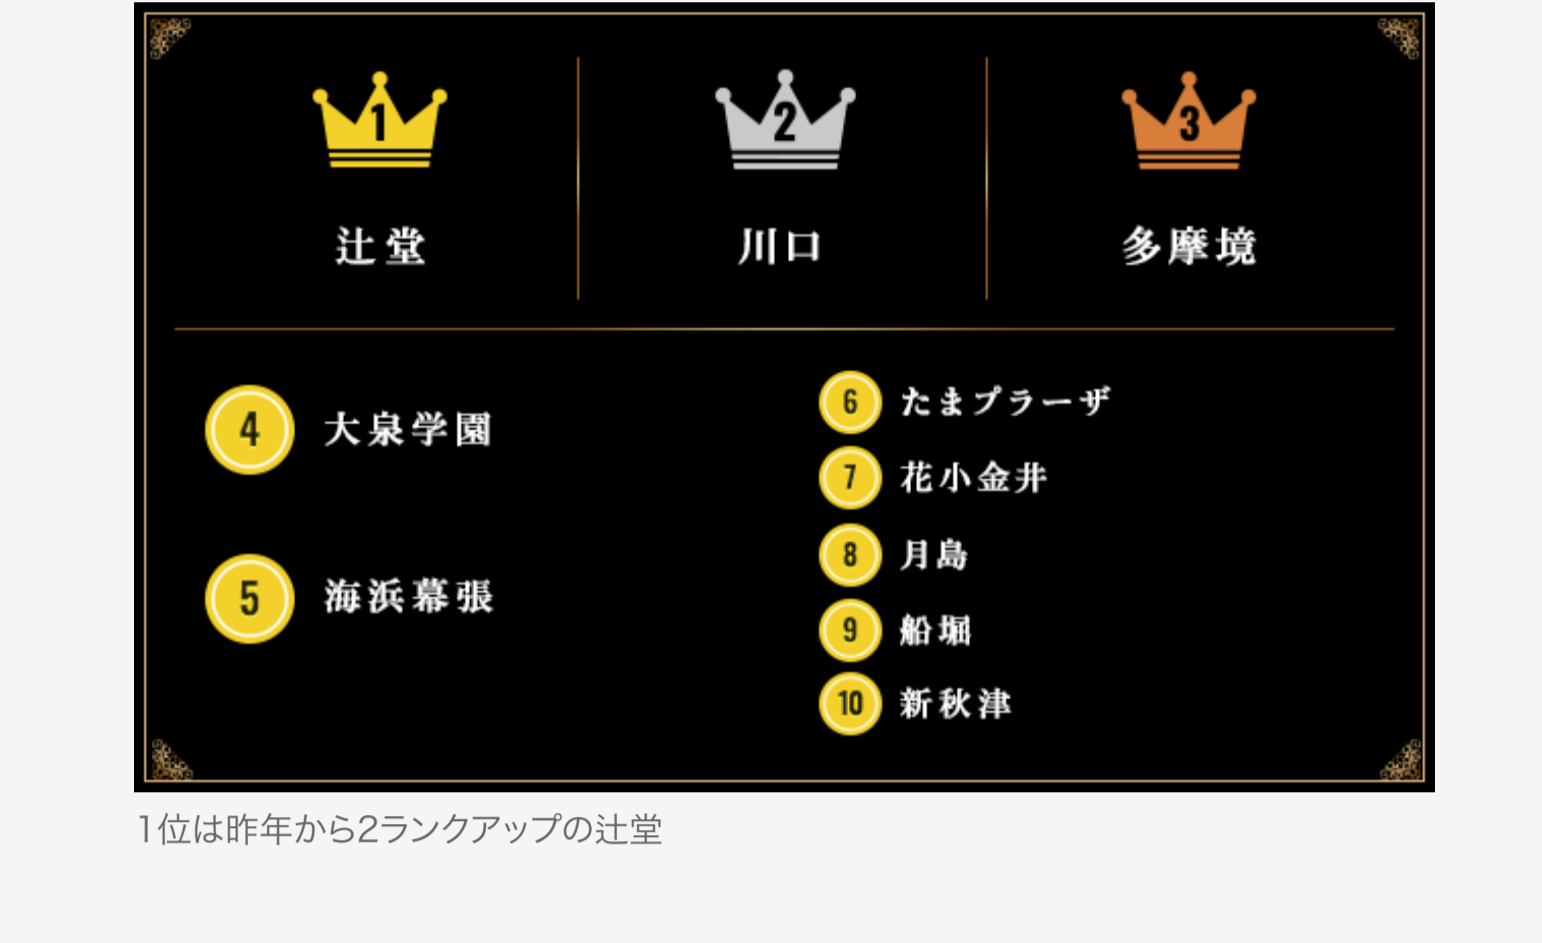 1
辻堂
2
川口
3
多摩境
4
大泉学園
5
海浜幕張
6
たまプラーザ
7
花小金井
8
月島
9
船堀
10
新秋津
1位は昨年から2ランクアップの辻堂